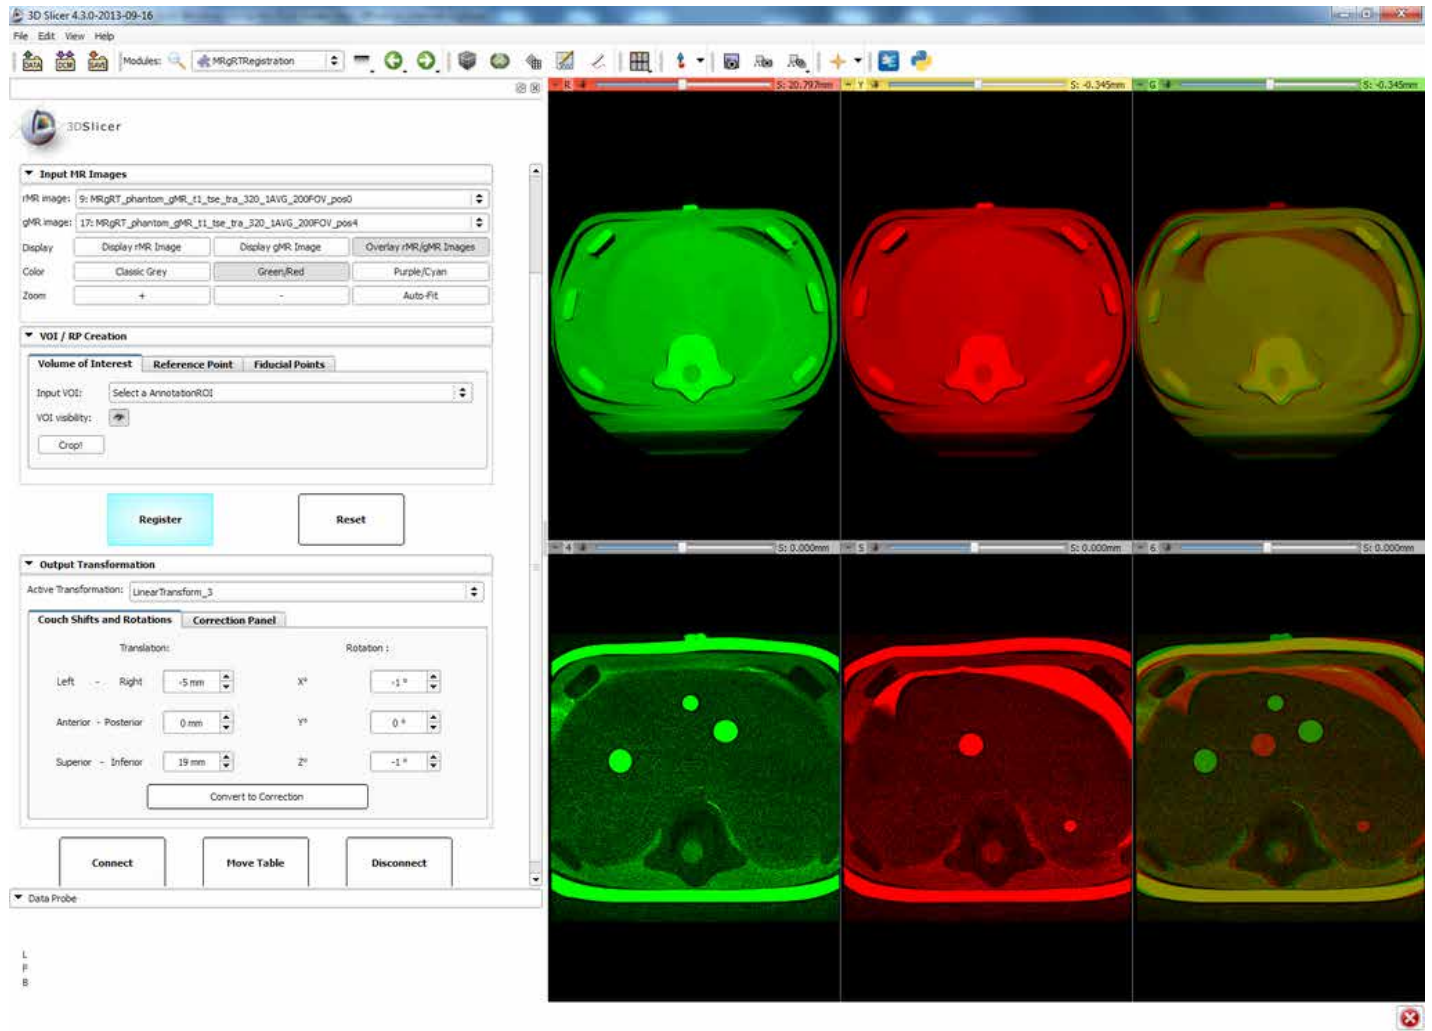 3D Slicer 4.3.0-2013-09-16
File Edit View Help
DATA DCM SAVE Modules: MRgRTRegistration
R S: 20.797mm Y S: -0.345mm G S: -0.345mm
3DSlicer
Input MR Images
rMR image: 9: MRgRT_phantom_gMR_t1_tse_tra_320_1AVG_200FOV_pos0
gMR image: 17: MRgRT_phantom_gMR_t1_tse_tra_320_1AVG_200FOV_pos4
Display Display rMR Image Display gMR Image Overlay rMR/gMR Images
Color Classic Grey Green/Red Purple/Cyan
Zoom + - Auto-Fit
VOI / RP Creation
Volume of Interest Reference Point Fiducial Points
Input VOI: Select a AnnotationROI
VOI visibility:
Crop!
Register Reset
4 S: 0.000mm 5 S: 0.000mm 6 S: 0.000mm
Output Transformation
Active Transformation: LinearTransform_3
Couch Shifts and Rotations Correction Panel
Translation: Rotation :
Left - Right -5 mm X° -1 °
Anterior - Posterior 0 mm Y° 0 °
Superior - Inferior 19 mm Z° -1 °
Convert to Correction
Connect Move Table Disconnect
Data Probe
L
F
B